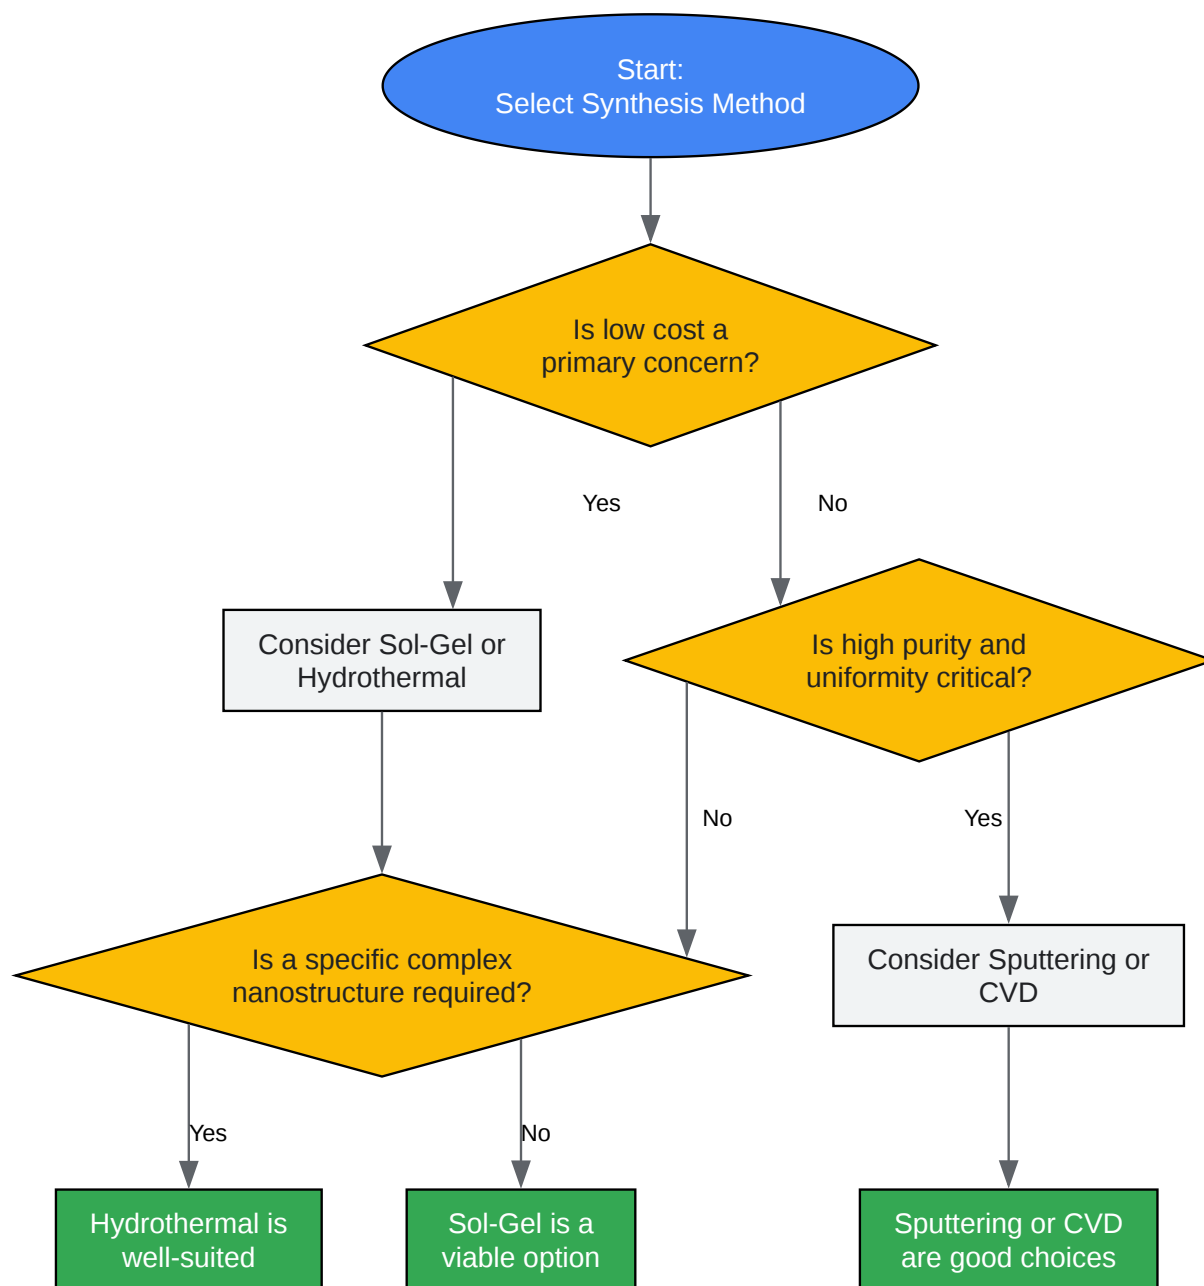 Start:
Select Synthesis Method
Is low cost a
primary concern?
Yes
No
Consider Sol-Gel or
Hydrothermal
Is high purity and
uniformity critical?
No
Yes
Is a specific complex
nanostructure required?
Consider Sputtering or
CVD
Yes
No
Hydrothermal is
well-suited
Sol-Gel is a
viable option
Sputtering or CVD
are good choices